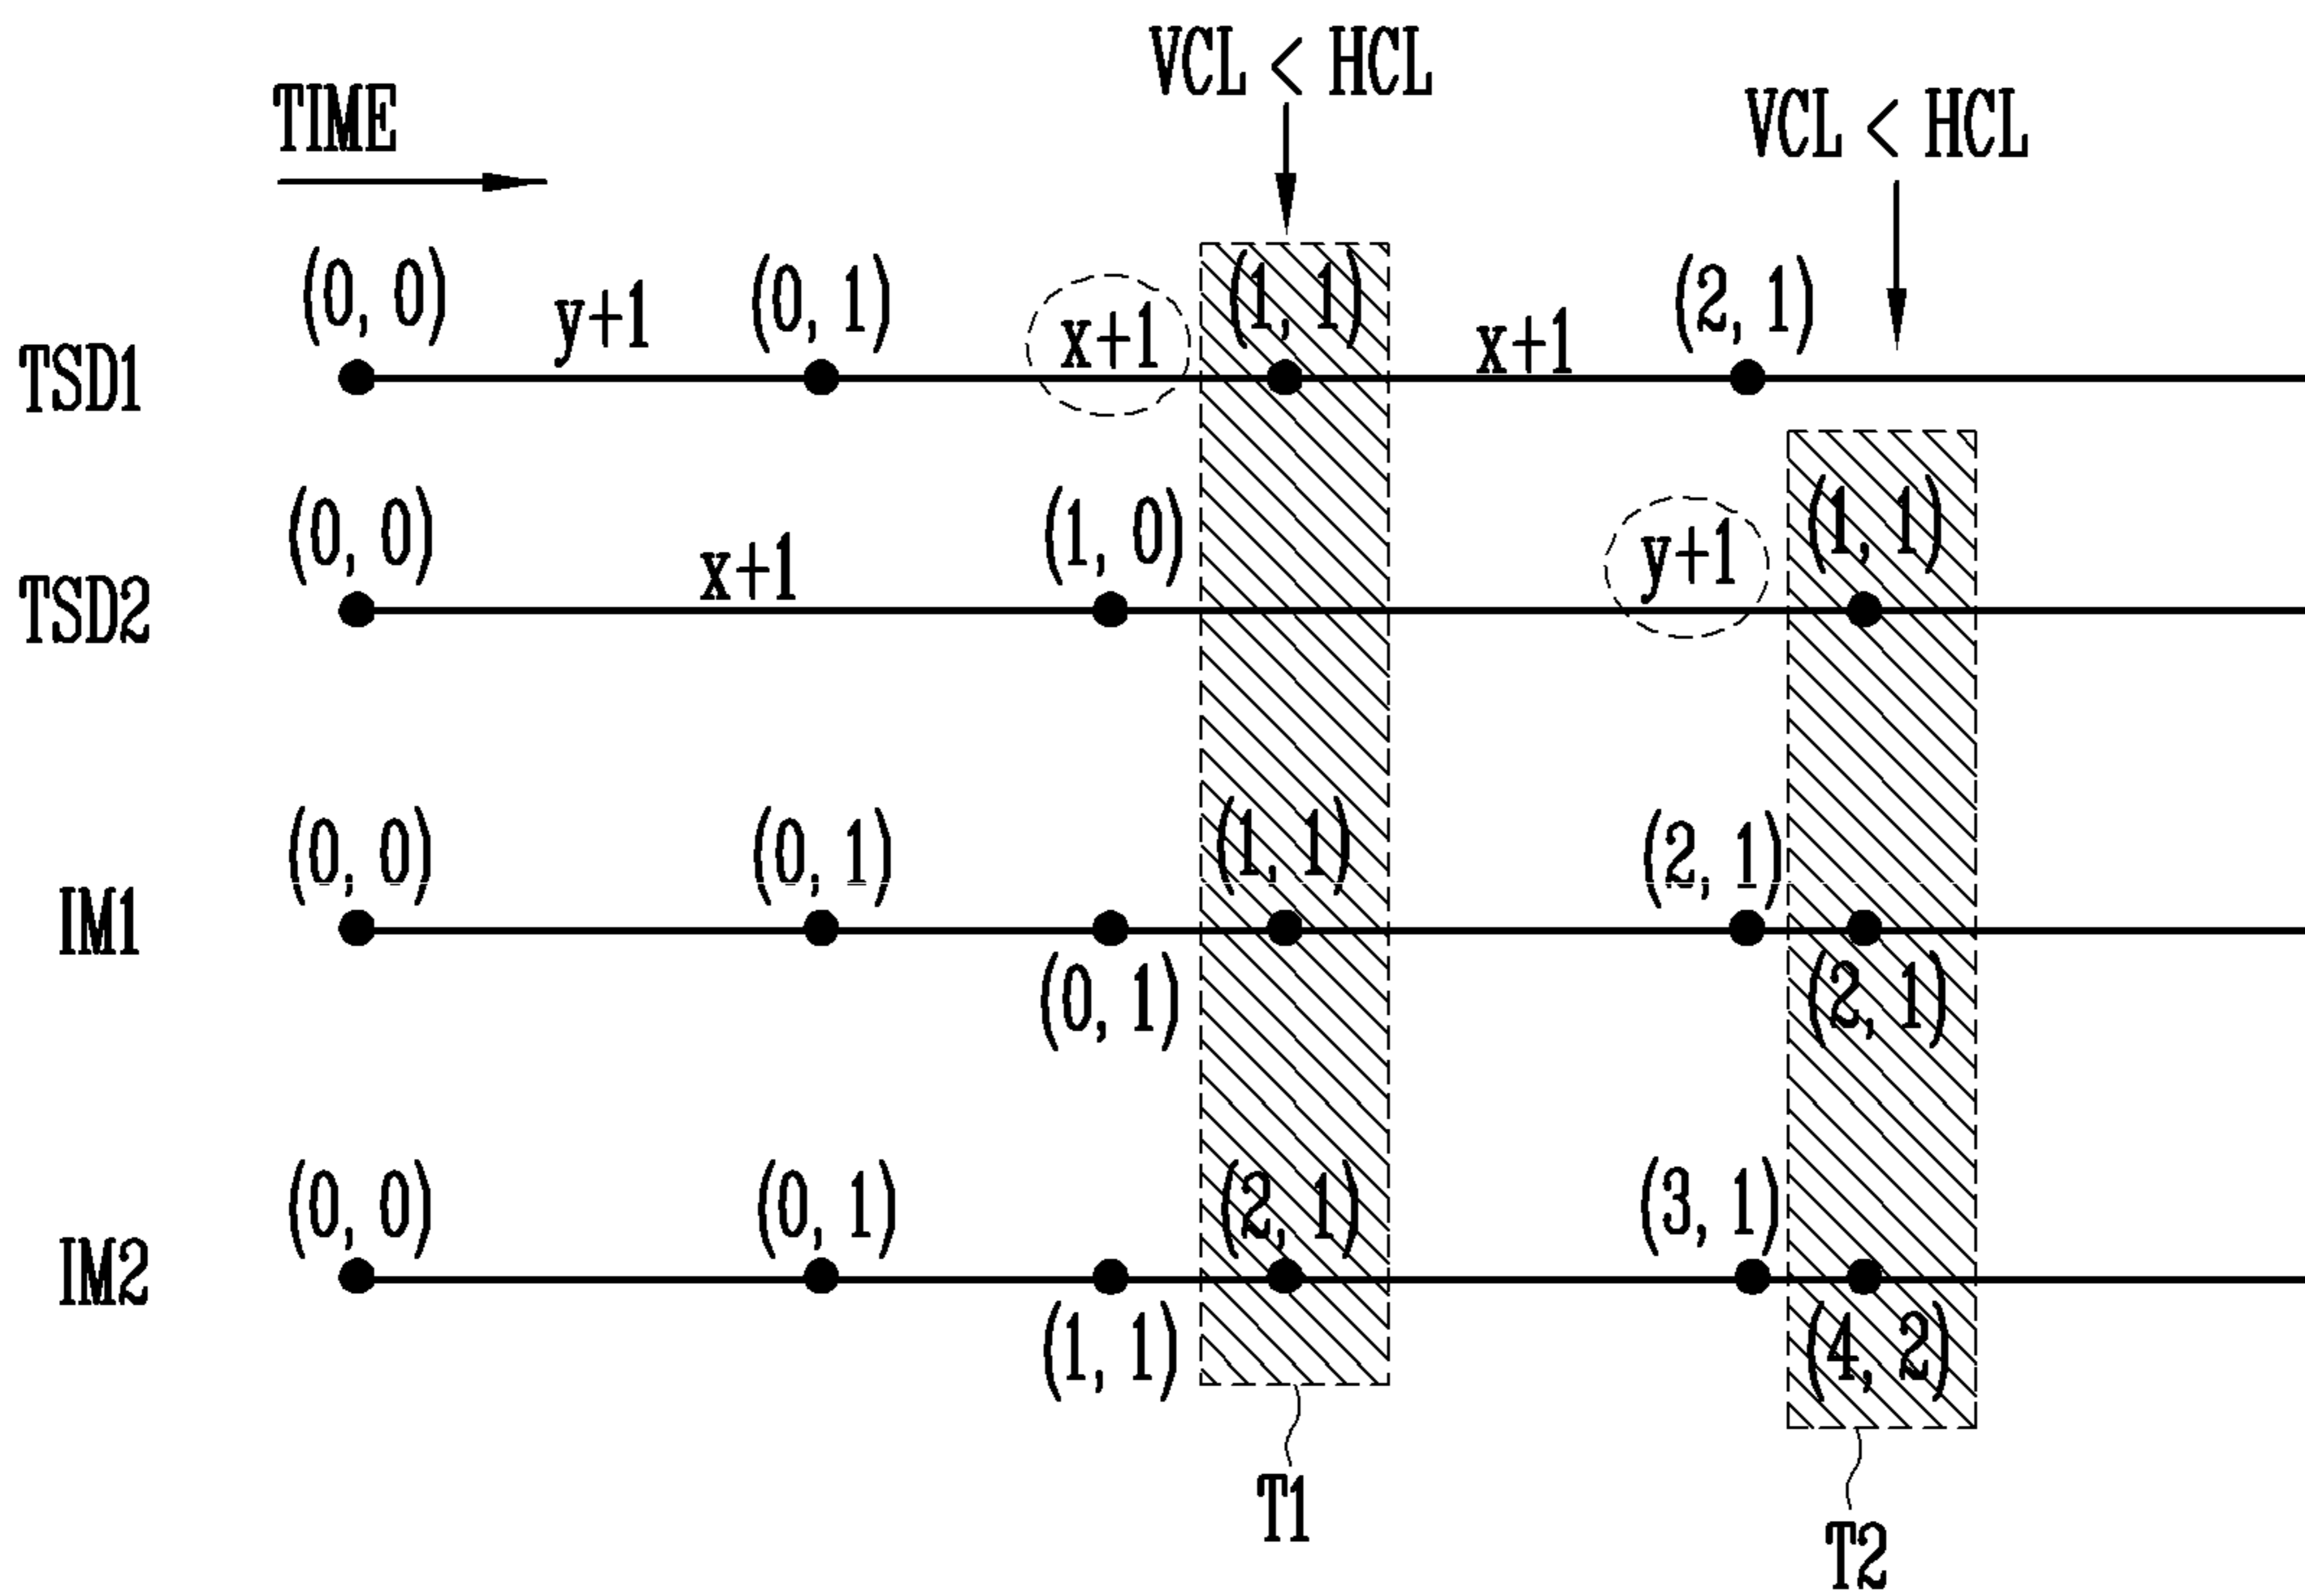 VCL < HCL
TIME
VCL < HCL
(0, 0) y+1 (0, 1) x+1 (1, 1) x+1 (2, 1)
TSD1
(0, 0) x+1 (1, 0) y+1 (1, 1)
TSD2
(0, 0) (0, 1) (1, 1) (2, 1)
IM1
(0, 1) (2, 1)
(0, 0) (0, 1) (2, 1) (3, 1)
IM2
(1, 1) (4, 2)
T1
T2